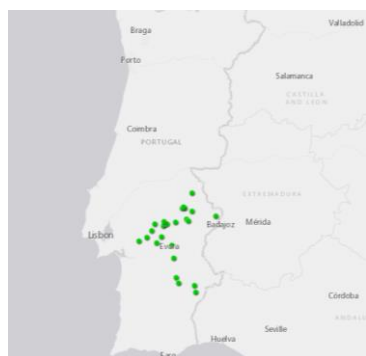 Braga
Valladolid
Porto
Salamanca
CASTILLA
AND LEON
Coimbra
PORTUGAL
EXTREMADURA
Badajoz
Mérida
Lisbon
Evora
Córdoba
Seville
Huelva